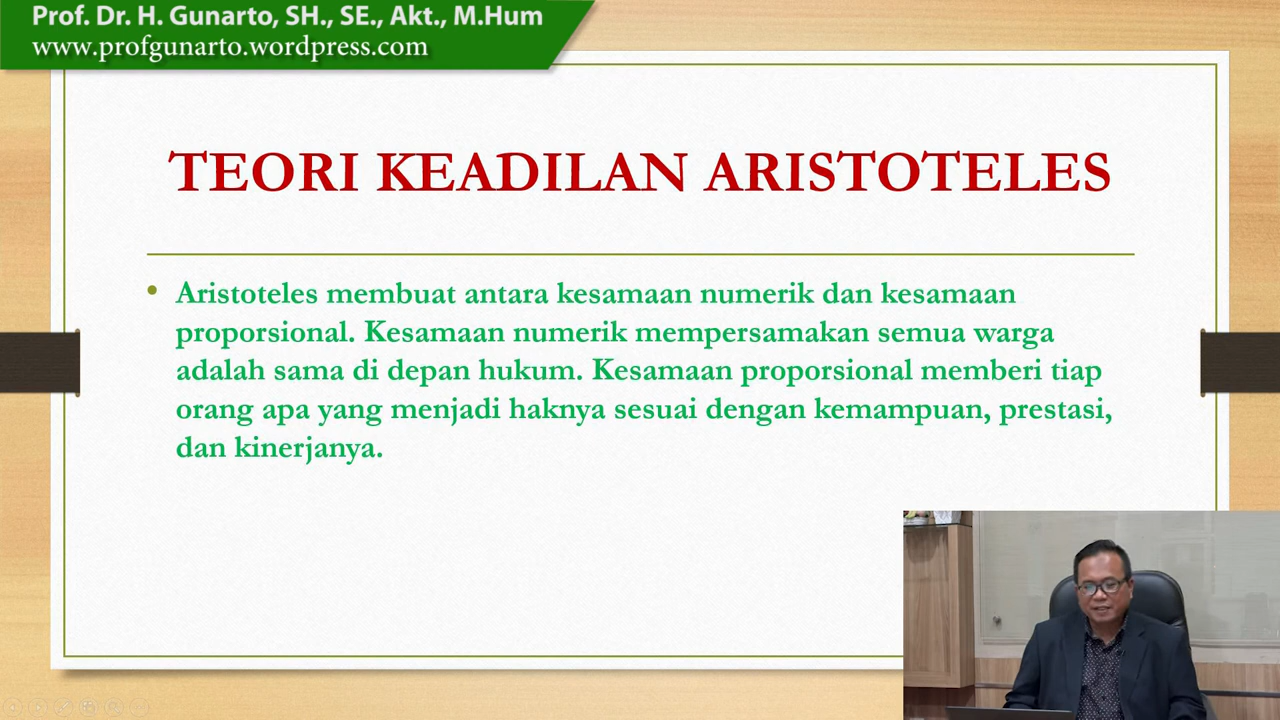 Prof. Dr. H. Gunarto, SH., SE., Akt., M.Hum
www.profgunarto.wordpress.com
TEORI KEADILAN ARISTOTELES
• Aristoteles membuat antara kesamaan numerik dan kesamaan
proporsional. Kesamaan numerik mempersamakan semua warga
adalah sama di depan hukum. Kesamaan proporsional memberi tiap
orang apa yang menjadi haknya sesuai dengan kemampuan, prestasi,
dan kinerjanya.